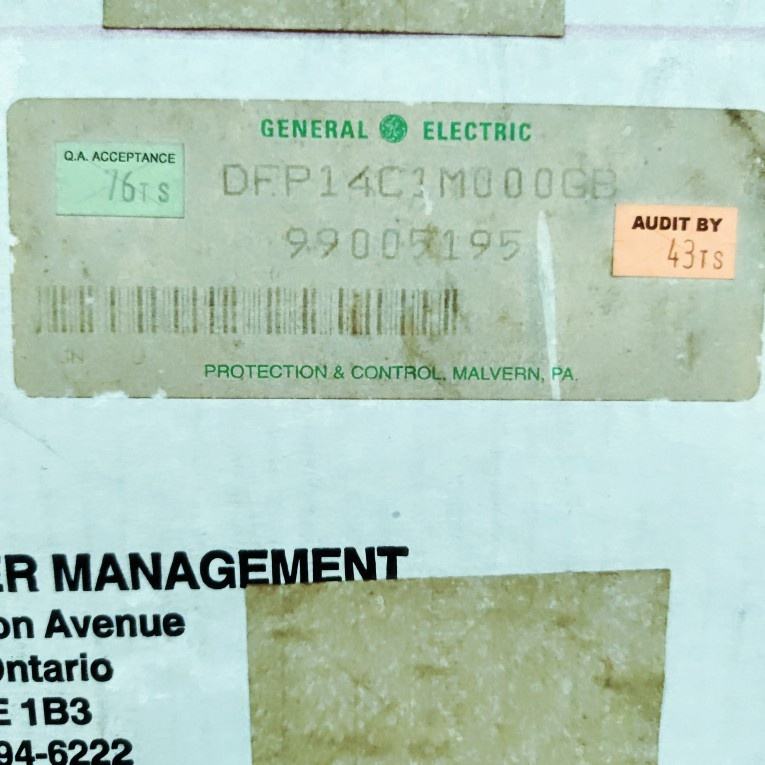 GENERAL ELECTRIC
Q.A. ACCEPTANCE
76TS
DFP14C1M000GB
99005195
AUDIT BY
43TS
PROTECTION & CONTROL, MALVERN, PA.
ER MANAGEMENT
on Avenue
Ontario
E 1B3
94-6222